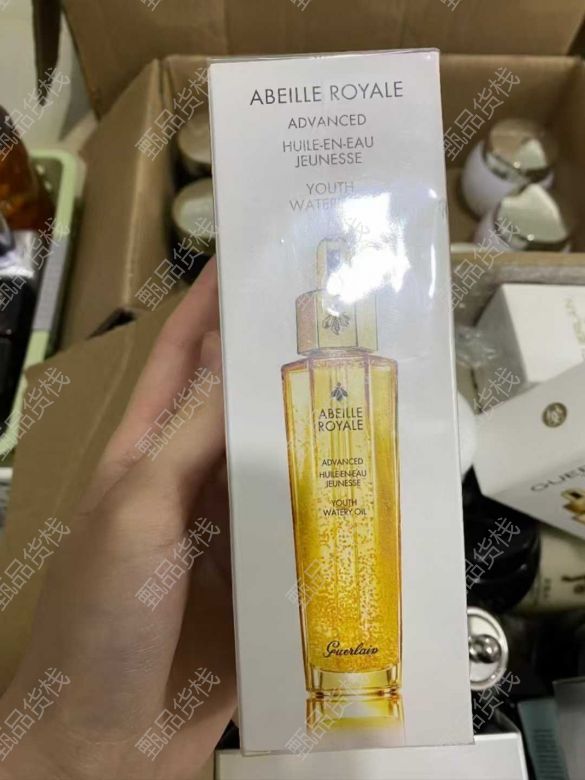 ABEILLE ROYALE
ADVANCED
HUILE-EN-EAU
JEUNESSE
YOUTH
ABEILLE
ROYALE
ADVANCED
HUILE-EN-EAU
JEUNESSE
YOUTH
WATERY OIL
Guerlain
甄品货栈